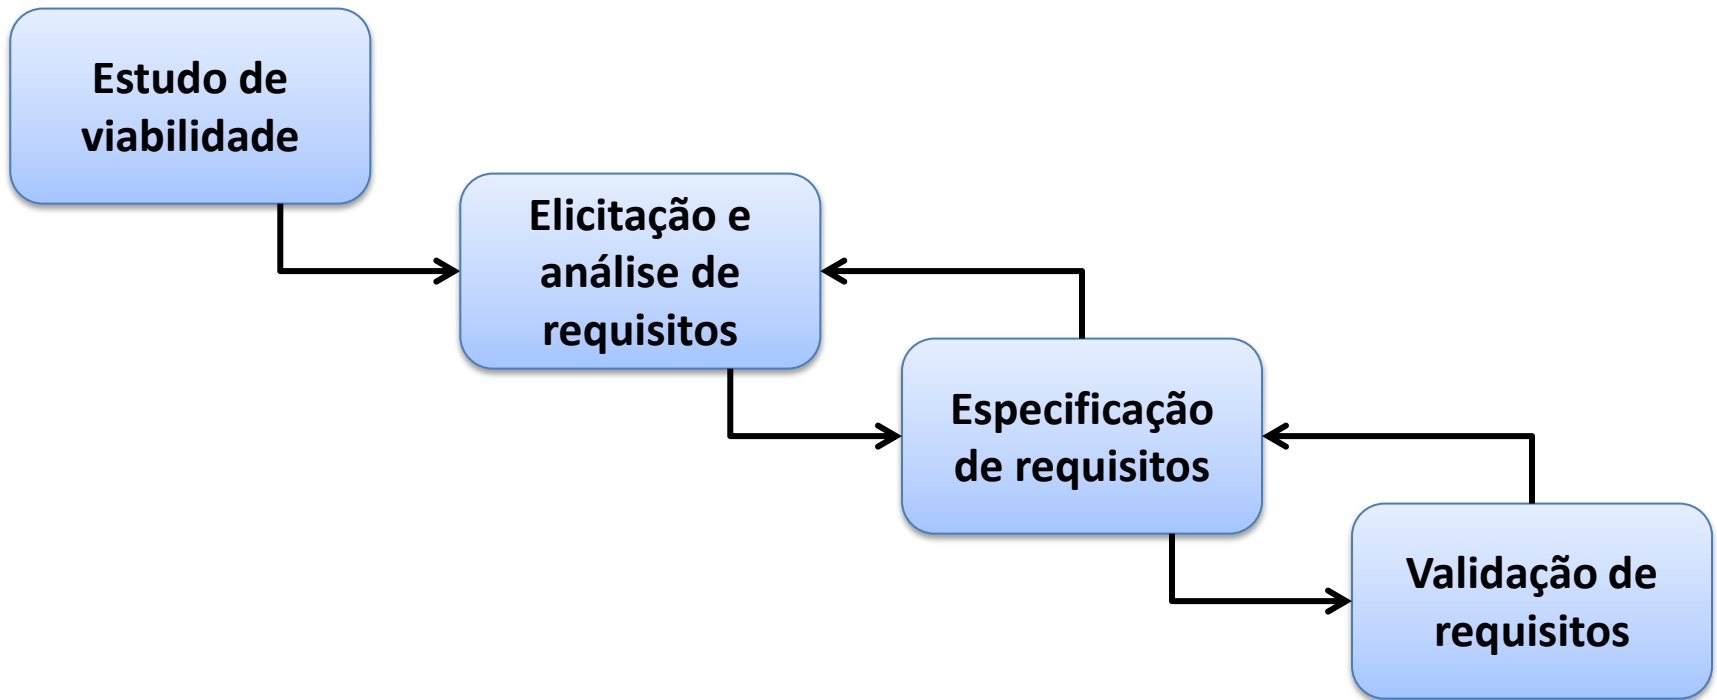 Estudo de
viabilidade
Elicitação e
análise de
requisitos
Especificação
de requisitos
Validação de
requisitos